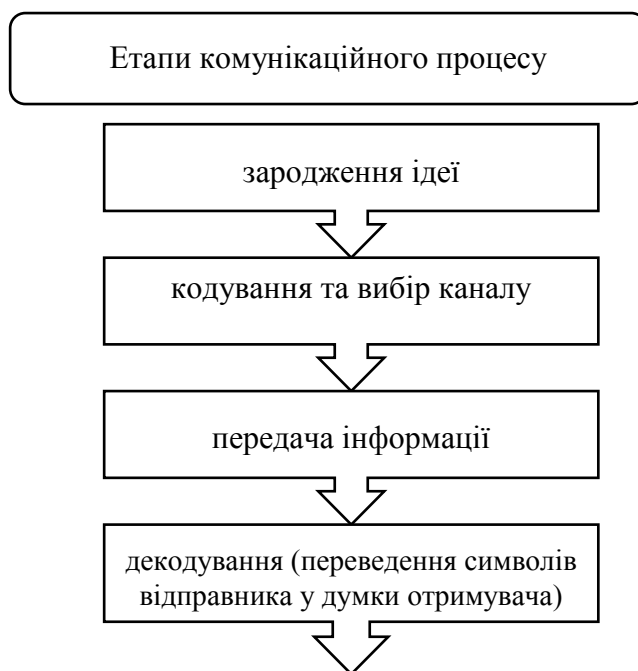 Етапи комунікаційного процесу
зародження ідеї
кодування та вибір каналу
передача інформації
декодування (переведення символів
відправника у думки отримувача)